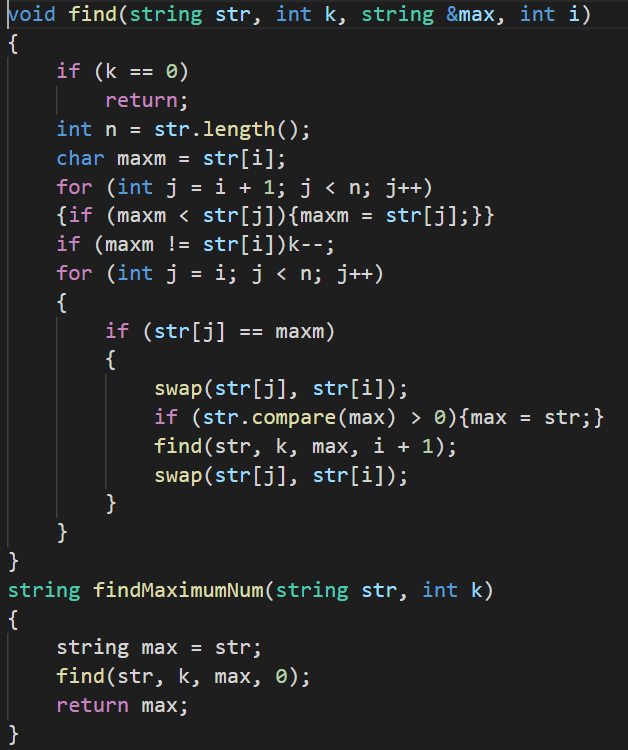 void find(string str, int k, string &max, int i)
{
    if (k == 0)
        return;
    int n = str.length();
    char maxm = str[i];
    for (int j = i + 1; j < n; j++)
    {if (maxm < str[j]){maxm = str[j];}}
    if (maxm != str[i])k--;
    for (int j = i; j < n; j++)
    {
        if (str[j] == maxm)
        {
            swap(str[j], str[i]);
            if (str.compare(max) > 0){max = str;}
            find(str, k, max, i + 1);
            swap(str[j], str[i]);
        }
    }
}
string findMaximumNum(string str, int k)
{
    string max = str;
    find(str, k, max, 0);
    return max;
}